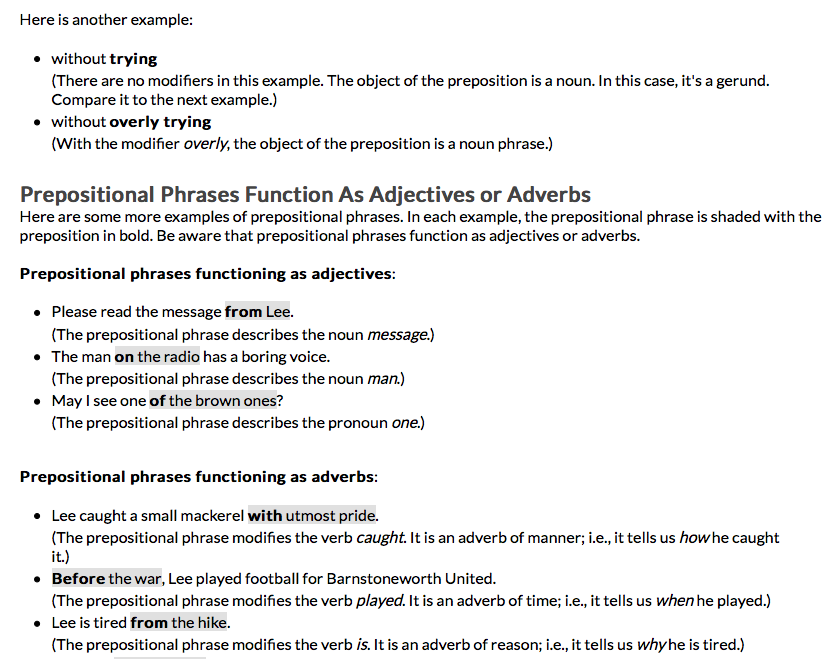 Here is another example:
• without trying
(There are no modifiers in this example. The object of the preposition is a noun. In this case, it's a gerund.
Compare it to the next example.)
• without overly trying
(With the modifier overly, the object of the preposition is a noun phrase.)
Prepositional Phrases Function As Adjectives or Adverbs
Here are some more examples of prepositional phrases. In each example, the prepositional phrase is shaded with the
preposition in bold. Be aware that prepositional phrases function as adjectives or adverbs.
Prepositional phrases functioning as adjectives:
• Please read the message from Lee.
(The prepositional phrase describes the noun message.)
• The man on the radio has a boring voice.
(The prepositional phrase describes the noun man.)
• May I see one of the brown ones?
(The prepositional phrase describes the pronoun one.)
Prepositional phrases functioning as adverbs:
• Lee caught a small mackerel with utmost pride.
(The prepositional phrase modifies the verb caught. It is an adverb of manner; i.e., it tells us how he caught
it.)
• Before the war, Lee played football for Barnstoneworth United.
(The prepositional phrase modifies the verb played. It is an adverb of time; i.e., it tells us when he played.)
• Lee is tired from the hike.
(The prepositional phrase modifies the verb is. It is an adverb of reason; i.e., it tells us why he is tired.)